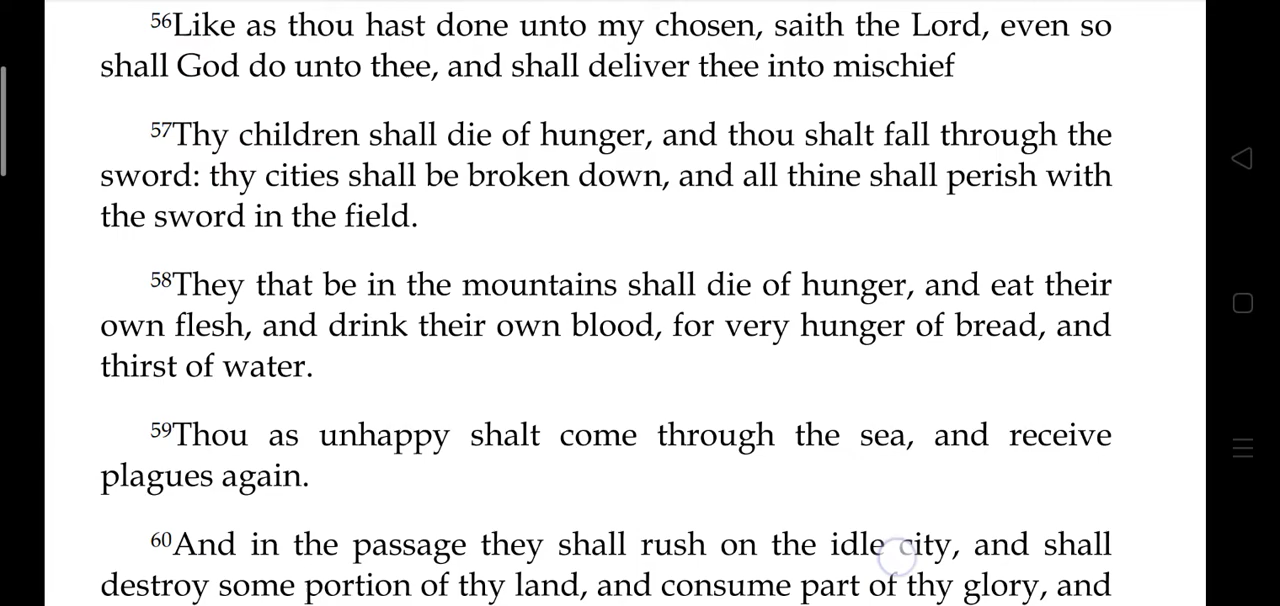 56Like as thou hast done unto my chosen, saith the Lord, even so
shall God do unto thee, and shall deliver thee into mischief
57Thy children shall die of hunger, and thou shalt fall through the
sword: thy cities shall be broken down, and all thine shall perish with
the sword in the field.
58They that be in the mountains shall die of hunger, and eat their
own flesh, and drink their own blood, for very hunger of bread, and
thirst of water.
59Thou as unhappy shalt come through the sea, and receive
plagues again.
60And in the passage they shall rush on the idle city, and shall
destroy some portion of thy land, and consume part of thy glory, and